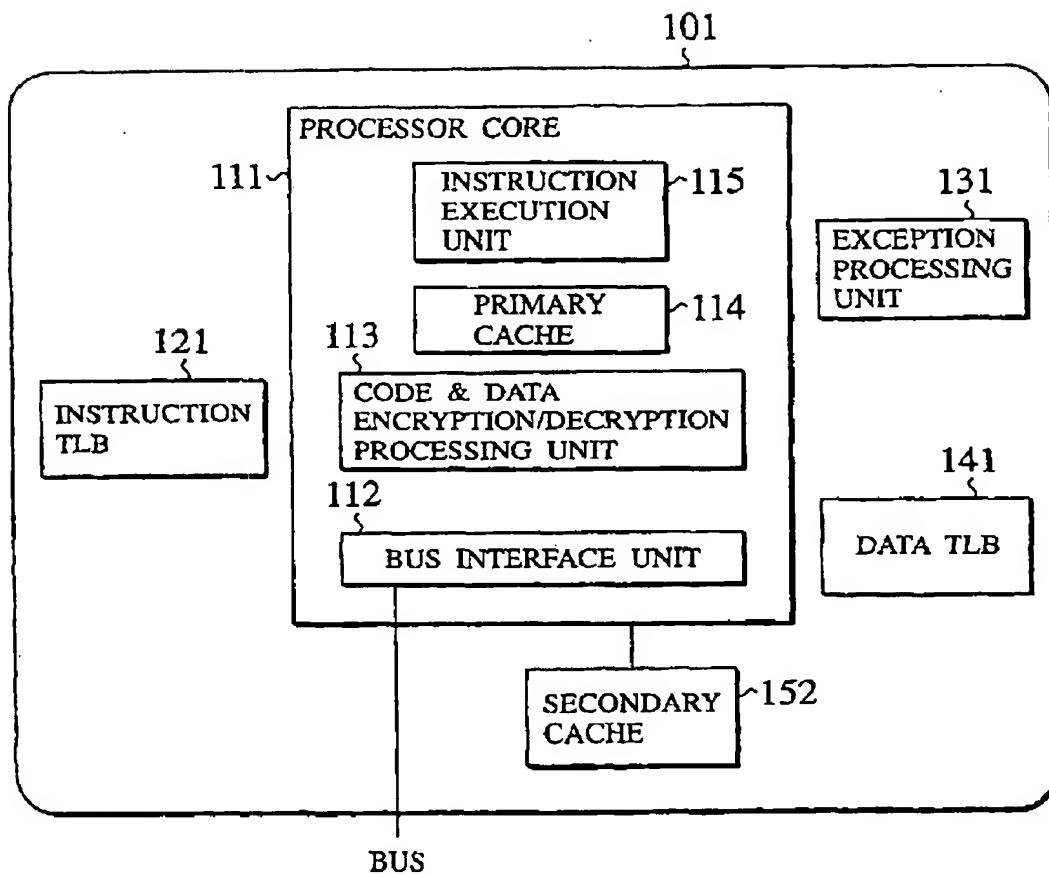 101
PROCESSOR CORE
111
INSTRUCTION
EXECUTION
UNIT
115
131
EXCEPTION
PROCESSING
UNIT
PRIMARY
CACHE
114
121
INSTRUCTION
TLB
113
CODE & DATA
ENCRYPTION/DECRYPTION
PROCESSING UNIT
141
DATA TLB
112
BUS INTERFACE UNIT
SECONDARY
CACHE
152
BUS